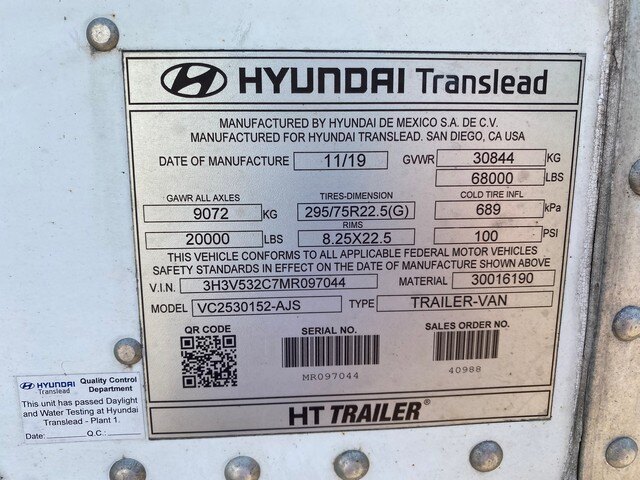 HYUNDAI Translead
MANUFACTURED BY HYUNDAI DE MEXICO S.A. DE C.V.
MANUFACTURED FOR HYUNDAI TRANSLEAD. SAN DIEGO, CA USA
DATE OF MANUFACTURE 11/19 GVWR 30844 KG
68000 LBS
GAWR ALL AXLES TIRES-DIMENSION COLD TIRE INFL
9072 KG 295/75R22.5(G) 689 kPa
RIMS
20000 LBS 8.25X22.5 100 PSI
THIS VEHICLE CONFORMS TO ALL APPLICABLE FEDERAL MOTOR VEHICLES
SAFETY STANDARDS IN EFFECT ON THE DATE OF MANUFACTURE SHOWN ABOVE
V.I.N. 3H3V532C7MR097044 MATERIAL 30016190
MODEL VC2530152-AJS TYPE TRAILER-VAN
QR CODE SERIAL NO. SALES ORDER NO.
MR097044 40988
HT TRAILER®
HYUNDAI Translead Quality Control Department
This unit has passed Daylight
and Water Testing at Hyundai
Translead - Plant 1.
Date: Q.C.: